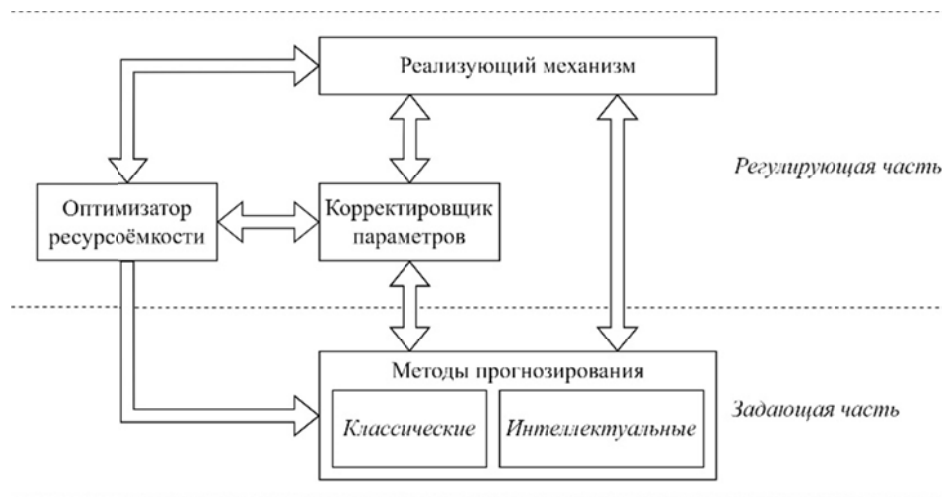 Реализующий механизм
Регулирующая часть
Оптимизатор
ресурсоёмкости
Корректировщик
параметров
Методы прогнозирования
Классические
Интеллектуальные
Задающая часть